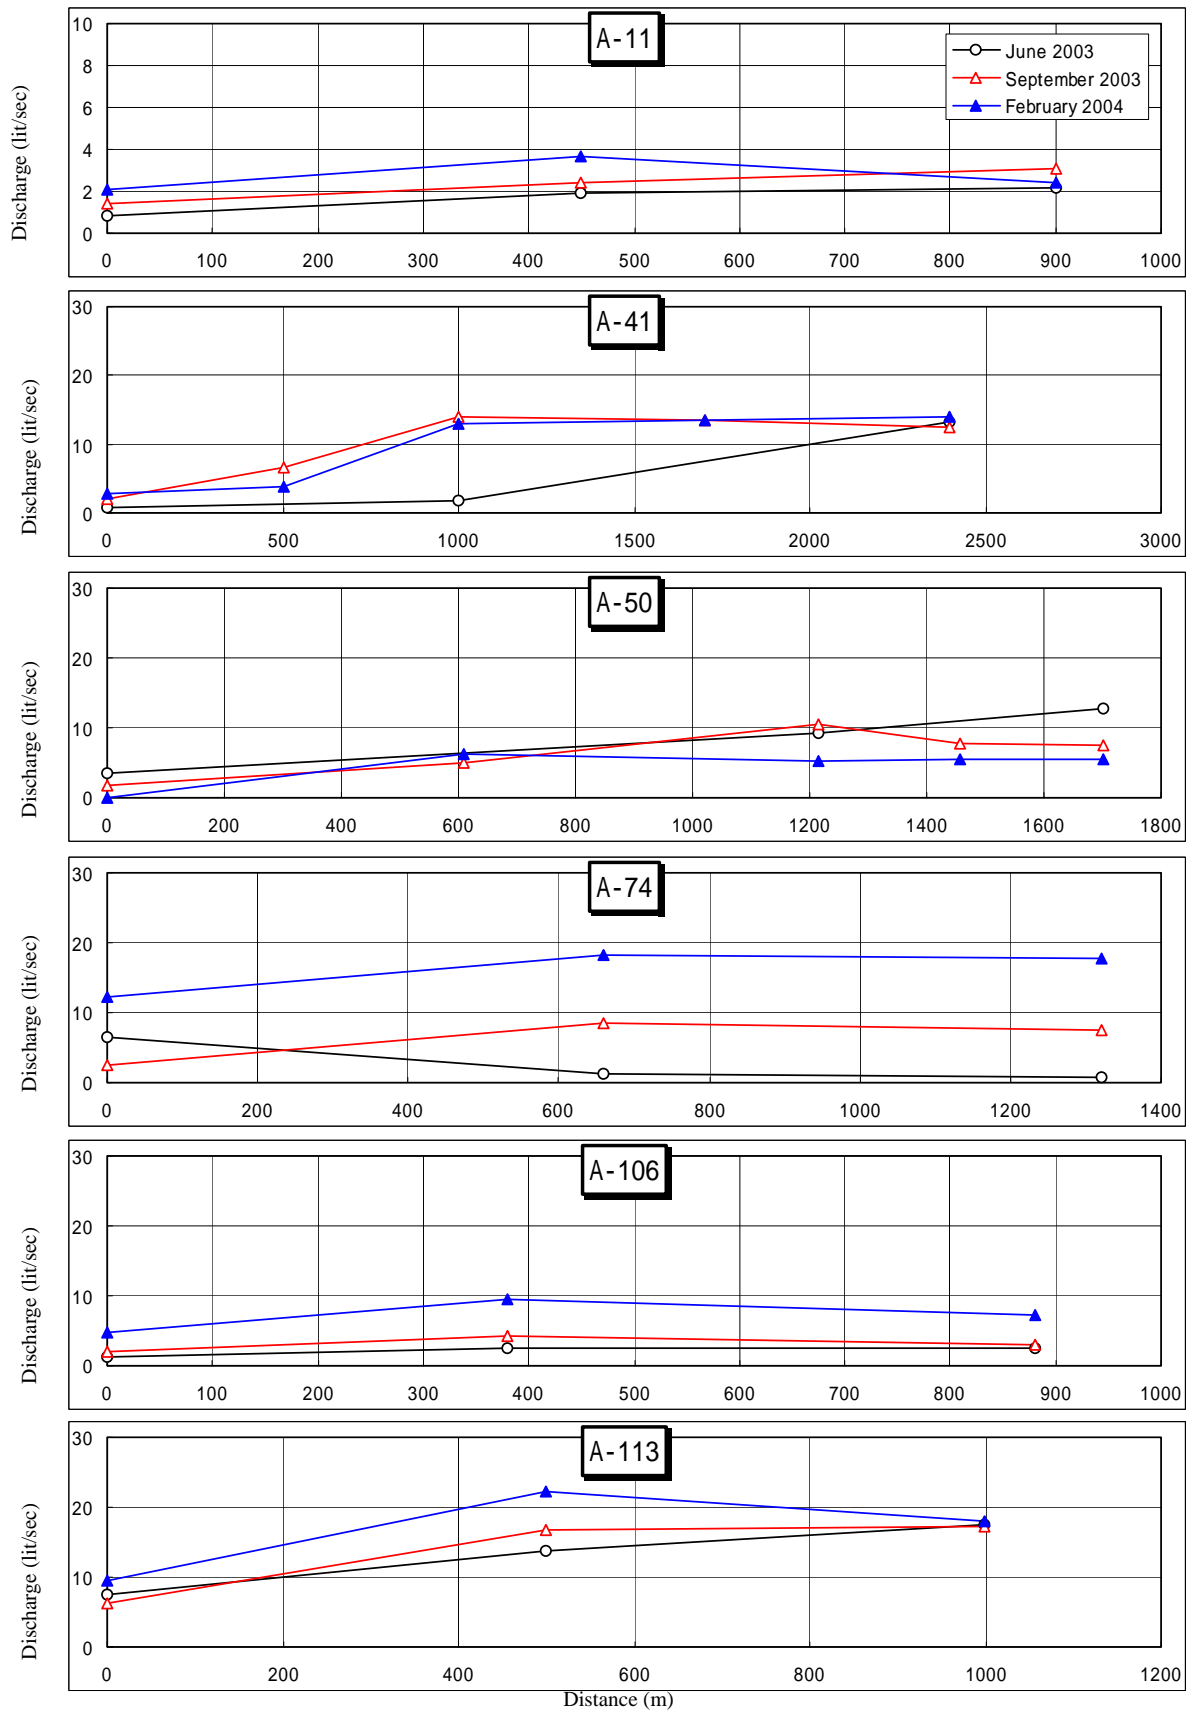 A-11
June 2003
September 2003
February 2004
10
8
6
4
2
0
Discharge (lit/sec)
0 100 200 300 400 500 600 700 800 900 1000
A-41
30
20
10
0
Discharge (lit/sec)
0 500 1000 1500 2000 2500 3000
A-50
30
20
10
0
Discharge (lit/sec)
0 200 400 600 800 1000 1200 1400 1600 1800
A-74
30
20
10
0
Discharge (lit/sec)
0 200 400 600 800 1000 1200 1400
A-106
30
20
10
0
Discharge (lit/sec)
0 100 200 300 400 500 600 700 800 900 1000
A-113
30
20
10
0
Discharge (lit/sec)
0 200 400 600 800 1000 1200
Distance (m)